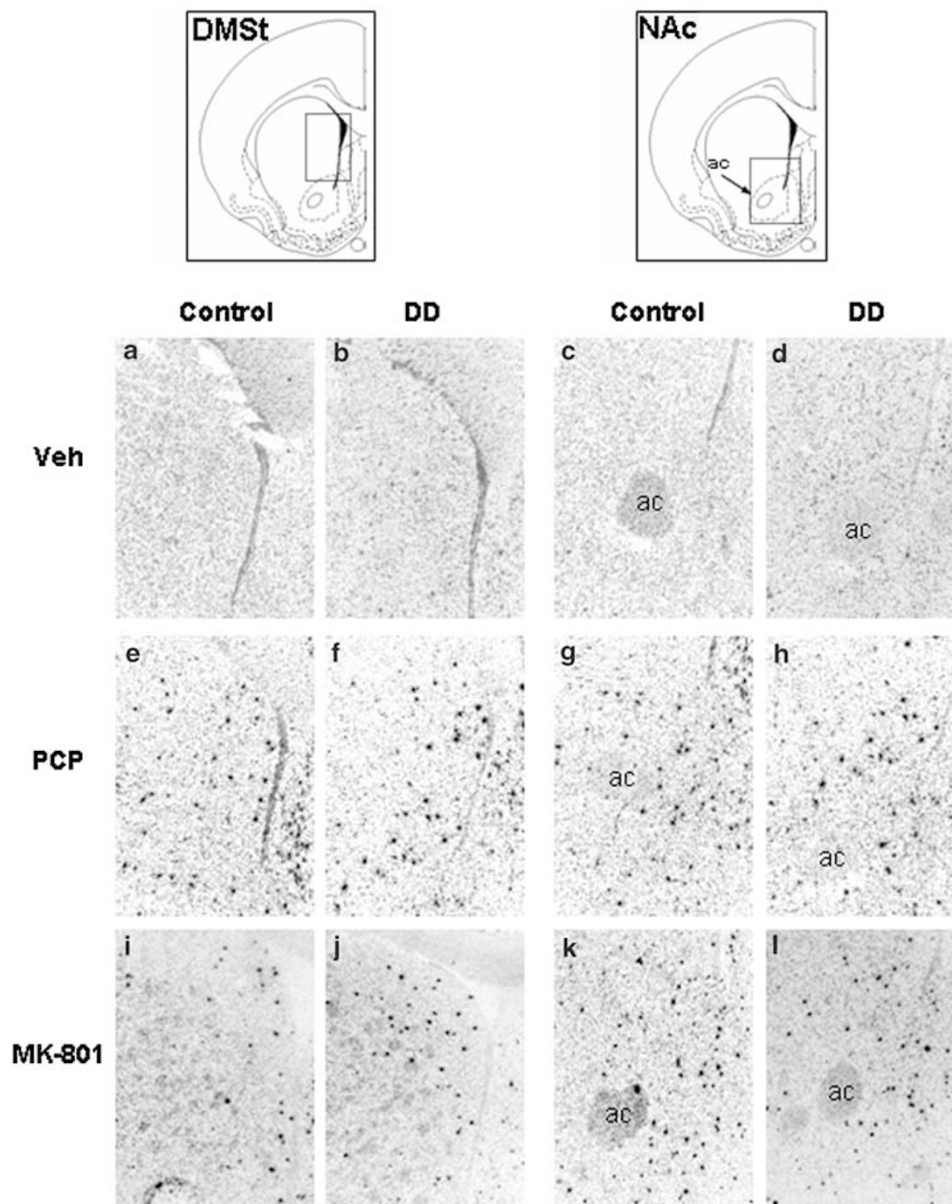 DMSt
NAc
ac
Control DD Control DD
a b c d
Veh
ac ac
e f g h
PCP
ac
ac
i j k l
MK-801
ac
ac